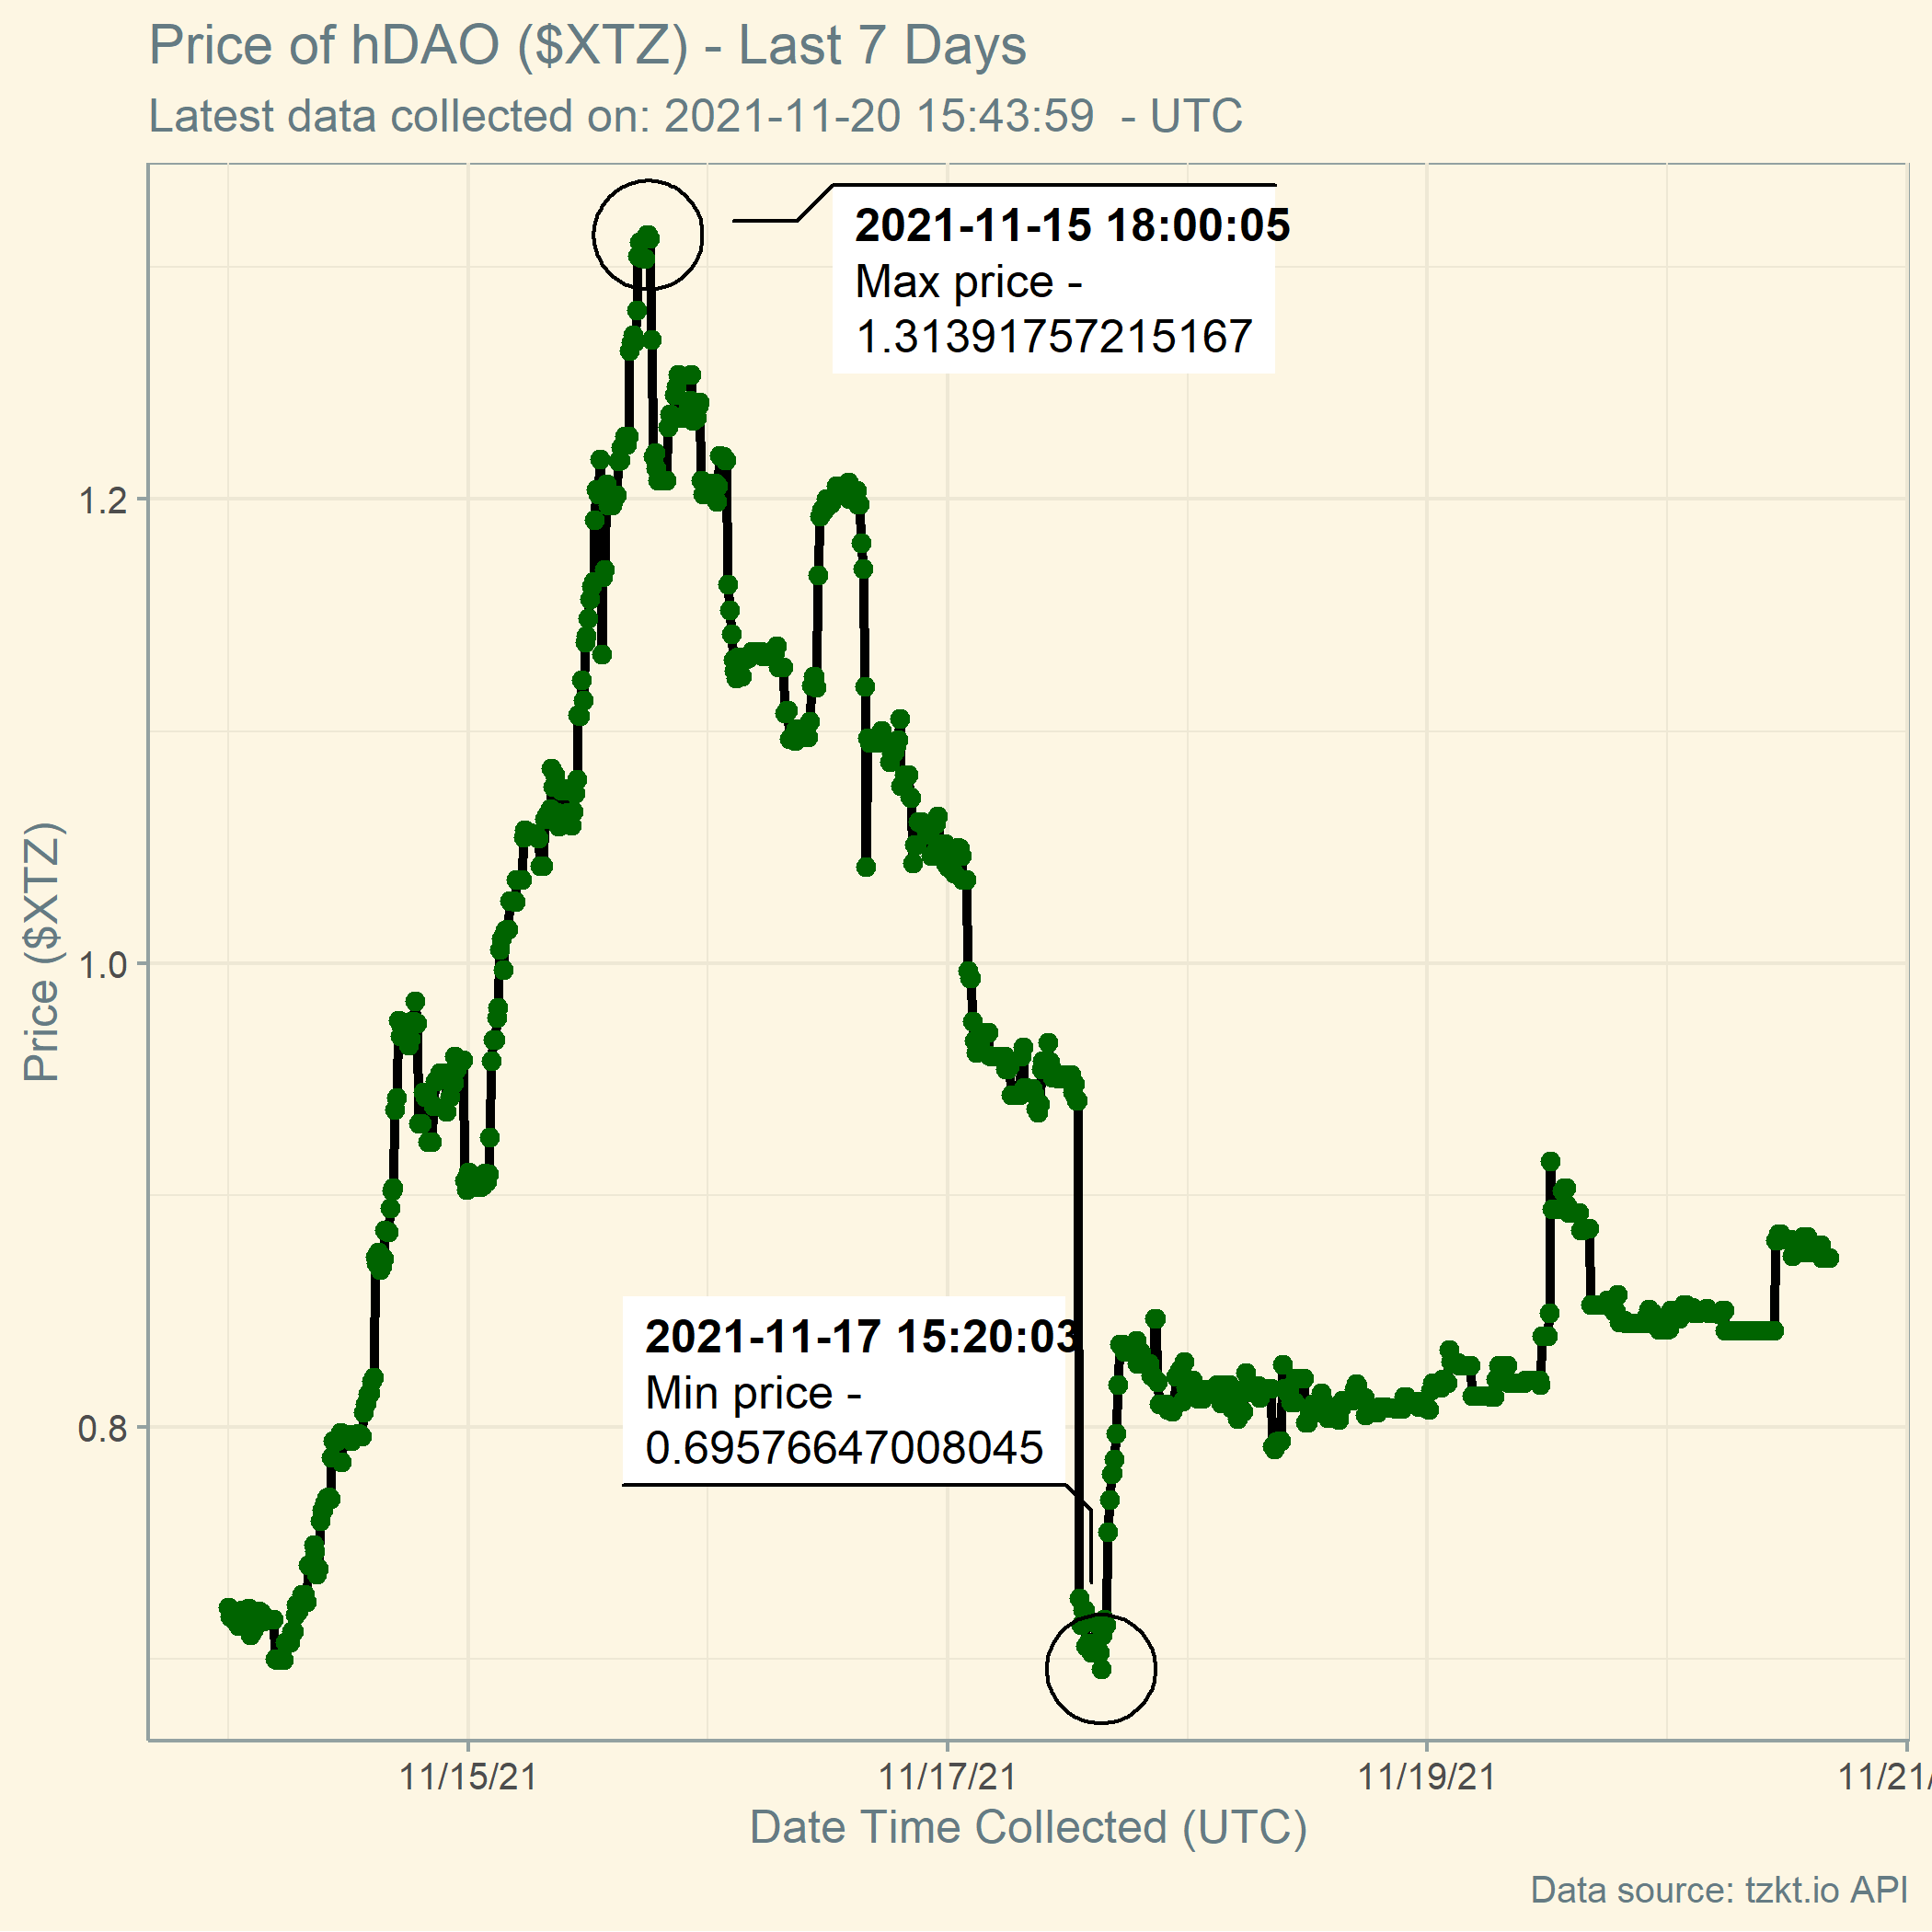 Price of hDAO ($XTZ) - Last 7 Days
Latest data collected on: 2021-11-20 15:43:59  - UTC
2021-11-15 18:00:05
Max price -
1.31391757215167
1.2
1.0
0.8
Price ($XTZ)
2021-11-17 15:20:03
Min price -
0.69576647008045
11/15/21
11/17/21
11/19/21
11/21/
Date Time Collected (UTC)
Data source: tzkt.io API